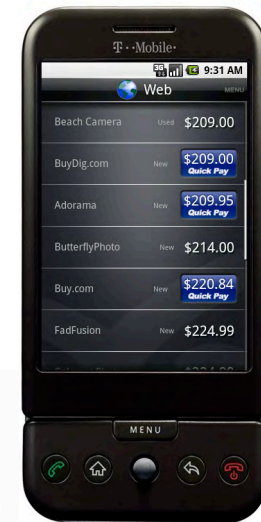 T··Mobile·
3G 9:31 AM
Web MENU
Beach Camera Used $209.00
BuyDig.com New $209.00
Quick Pay
Adorama New $209.95
Quick Pay
ButterflyPhoto New $214.00
Buy.com New $220.84
Quick Pay
FadFusion New $224.99
MENU